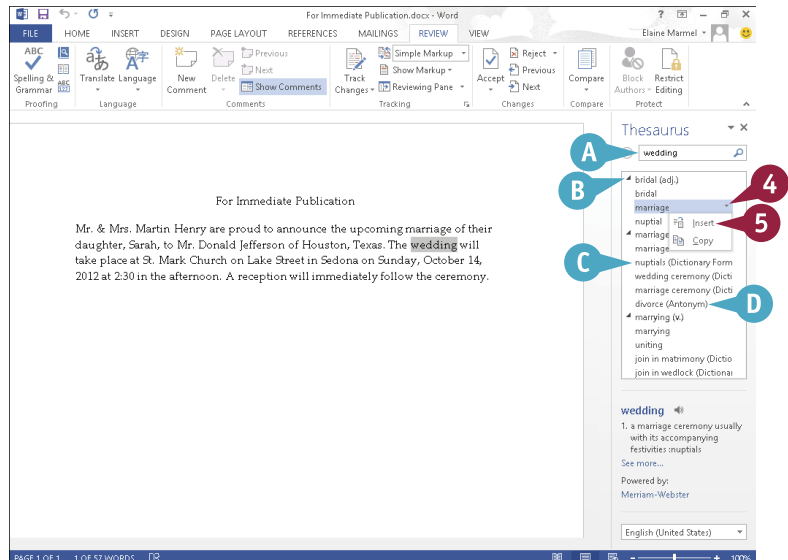 For Immediate Publication.docx - Word
?
FILE HOME INSERT DESIGN PAGE LAYOUT REFERENCES MAILINGS REVIEW VIEW Elaine Marmel
ABC
Spelling & Grammar
ABC 123
Translate Language
New Comment
Delete
Previous
Next
Show Comments
Track Changes
Simple Markup
Show Markup
Reviewing Pane
Accept
Reject
Previous
Next
Compare
Block Authors
Restrict Editing
Proofing Language Comments Tracking Changes Compare Protect
For Immediate Publication
Mr. & Mrs. Martin Henry are proud to announce the upcoming marriage of their
daughter, Sarah, to Mr. Donald Jefferson of Houston, Texas. The wedding will
take place at St. Mark Church on Lake Street in Sedona on Sunday, October 14,
2012 at 2:30 in the afternoon. A reception will immediately follow the ceremony.
Thesaurus
A
wedding
B
bridal (adj.)
bridal
marriage
4
nuptial
Insert
5
marriage
Copy
marriage
C
nuptials (Dictionary Form
wedding ceremony (Dicti
marriage ceremony (Dicti
divorce (Antonym)
D
marrying (v.)
marrying
uniting
join in matrimony (Dictio
join in wedlock (Dictionar
wedding
1. a marriage ceremony usually
with its accompanying
festivities :nuptials
See more...
Powered by:
Merriam-Webster
English (United States)
PAGE 1 OF 1 1 OF 57 WORDS 100%